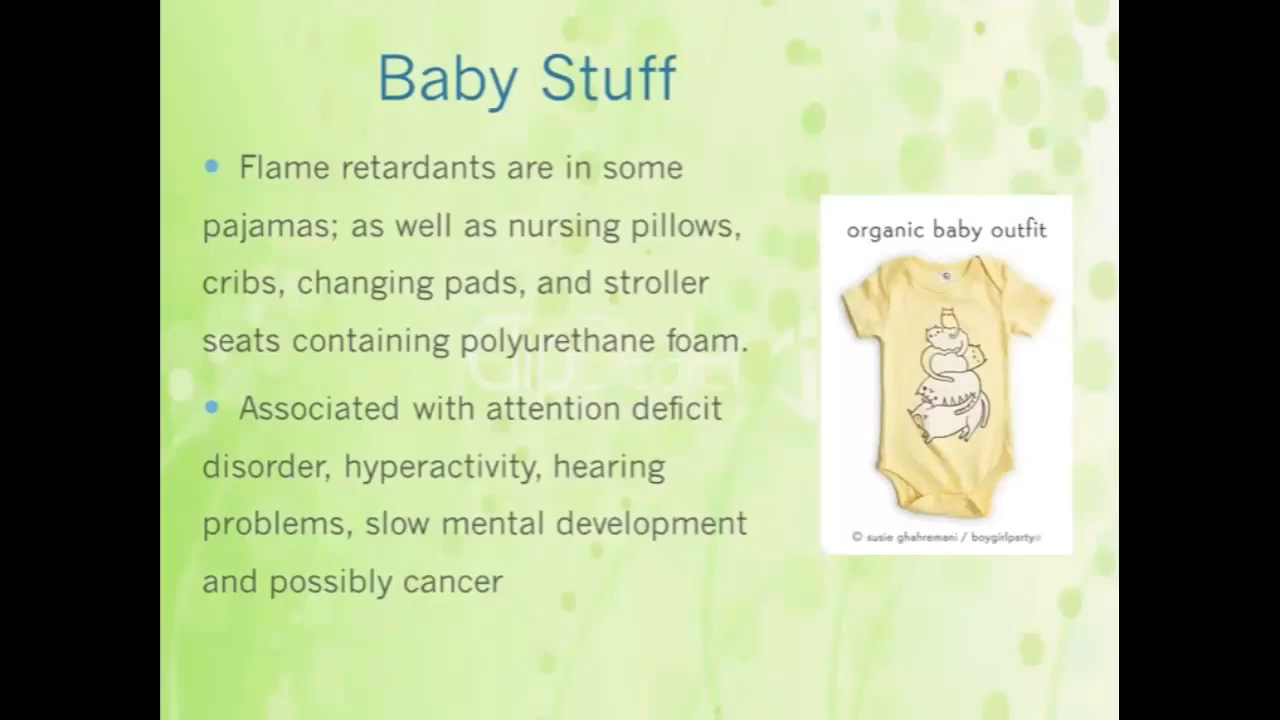 Baby Stuff
• Flame retardants are in some
pajamas; as well as nursing pillows,
cribs, changing pads, and stroller
seats containing polyurethane foam.
• Associated with attention deficit
disorder, hyperactivity, hearing
problems, slow mental development
and possibly cancer
organic baby outfit
© susie ghahremani / boygirlparty®